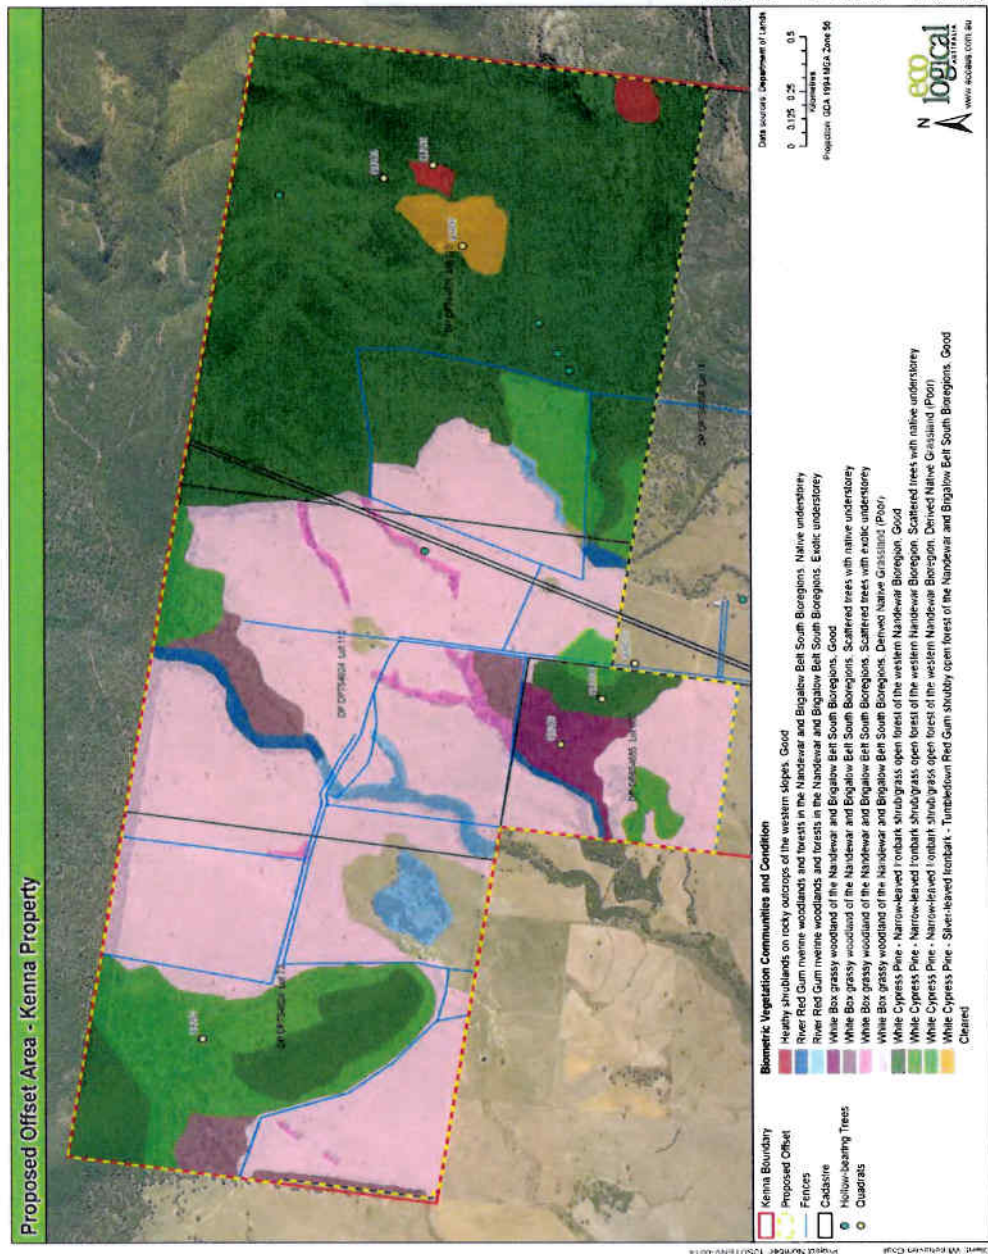 Proposed Offset Area - Kenna Property
DP DP754924 Lot 110
Kenna Boundary
Proposed Offset
Fences
Cadastre
Hollow-bearing Trees
Quadrats
Biometric Vegetation Communities and Condition
Heathy shrublands on rocky outcrops of the western slopes, Good
River Red Gum riverine woodlands and forests in the Nandewar and Brigalow Belt South Bioregions, Native understorey
River Red Gum riverine woodlands and forests in the Nandewar and Brigalow Belt South Bioregions, Exotic understorey
White Box grassy woodland of the Nandewar and Brigalow Belt South Bioregions, Good
White Box grassy woodland of the Nandewar and Brigalow Belt South Bioregions, Scattered trees with native understorey
White Box grassy woodland of the Nandewar and Brigalow Belt South Bioregions, Scattered trees with exotic understorey
White Box grassy woodland of the Nandewar and Brigalow Belt South Bioregions, Derived Native Grassland (Poor)
White Cypress Pine - Narrow-leaved Ironbark shrub/grass open forest of the western Nandewar Bioregion, Good
White Cypress Pine - Narrow-leaved Ironbark shrub/grass open forest of the western Nandewar Bioregion, Scattered trees with native understorey
White Cypress Pine - Narrow-leaved Ironbark shrub/grass open forest of the western Nandewar Bioregion, Derived Native Grassland (Poor)
White Cypress Pine - Silver-leaved Ironbark - Tumbledown Red Gum shrubby open forest of the Nandewar and Brigalow Belt South Bioregions, Good
Cleared
Data sources: Department of Lands
0 0.125 0.25 0.5
Kilometres
Projection: GDA 1994 MGA Zone 56
N
eco
logical
AUSTRALIA
www.ecoaus.com.au